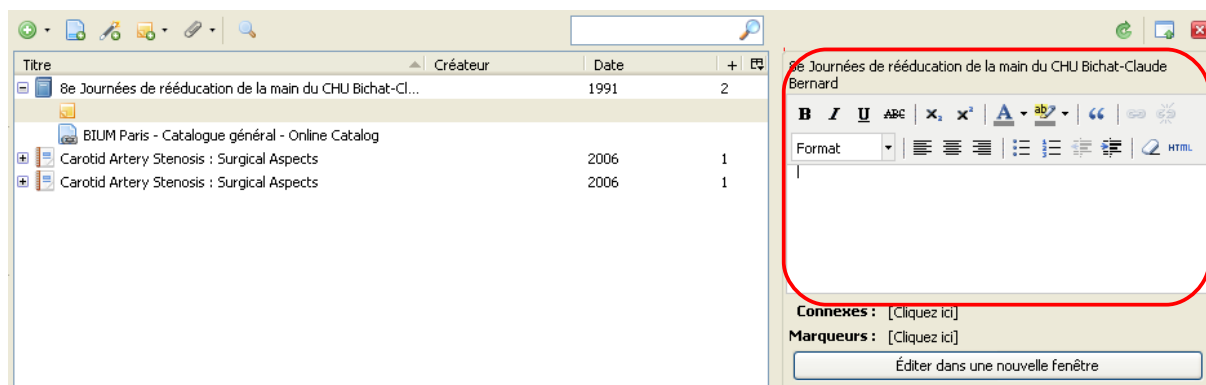 Titre Créateur Date +
8e Journées de rééducation de la main du CHU Bichat-Cl... 1991 2
BIUM Paris - Catalogue général - Online Catalog
Carotid Artery Stenosis : Surgical Aspects 2006 1
Carotid Artery Stenosis : Surgical Aspects 2006 1
8e Journées de rééducation de la main du CHU Bichat-Claude
Bernard
B I U ABC x₂ x² A ab
Format HTML
Connexes : [Cliquez ici]
Marqueurs : [Cliquez ici]
Éditer dans une nouvelle fenêtre